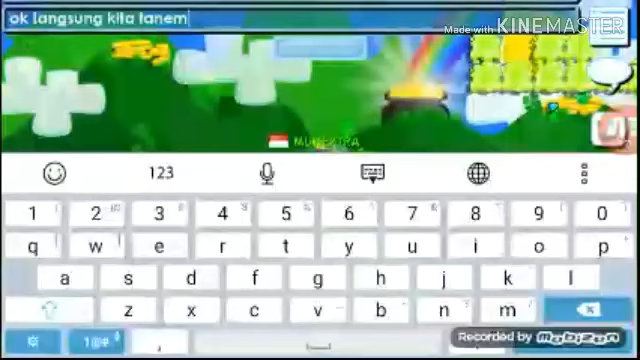 ok langsung kita tanem
Made with KINEMASTER
123
1 2 3 4 5 6 7 8 9 0
q w e r t y u i o p
a s d f g h j k l
z x c v b n m
1@# ,
Recorded by Mobizen